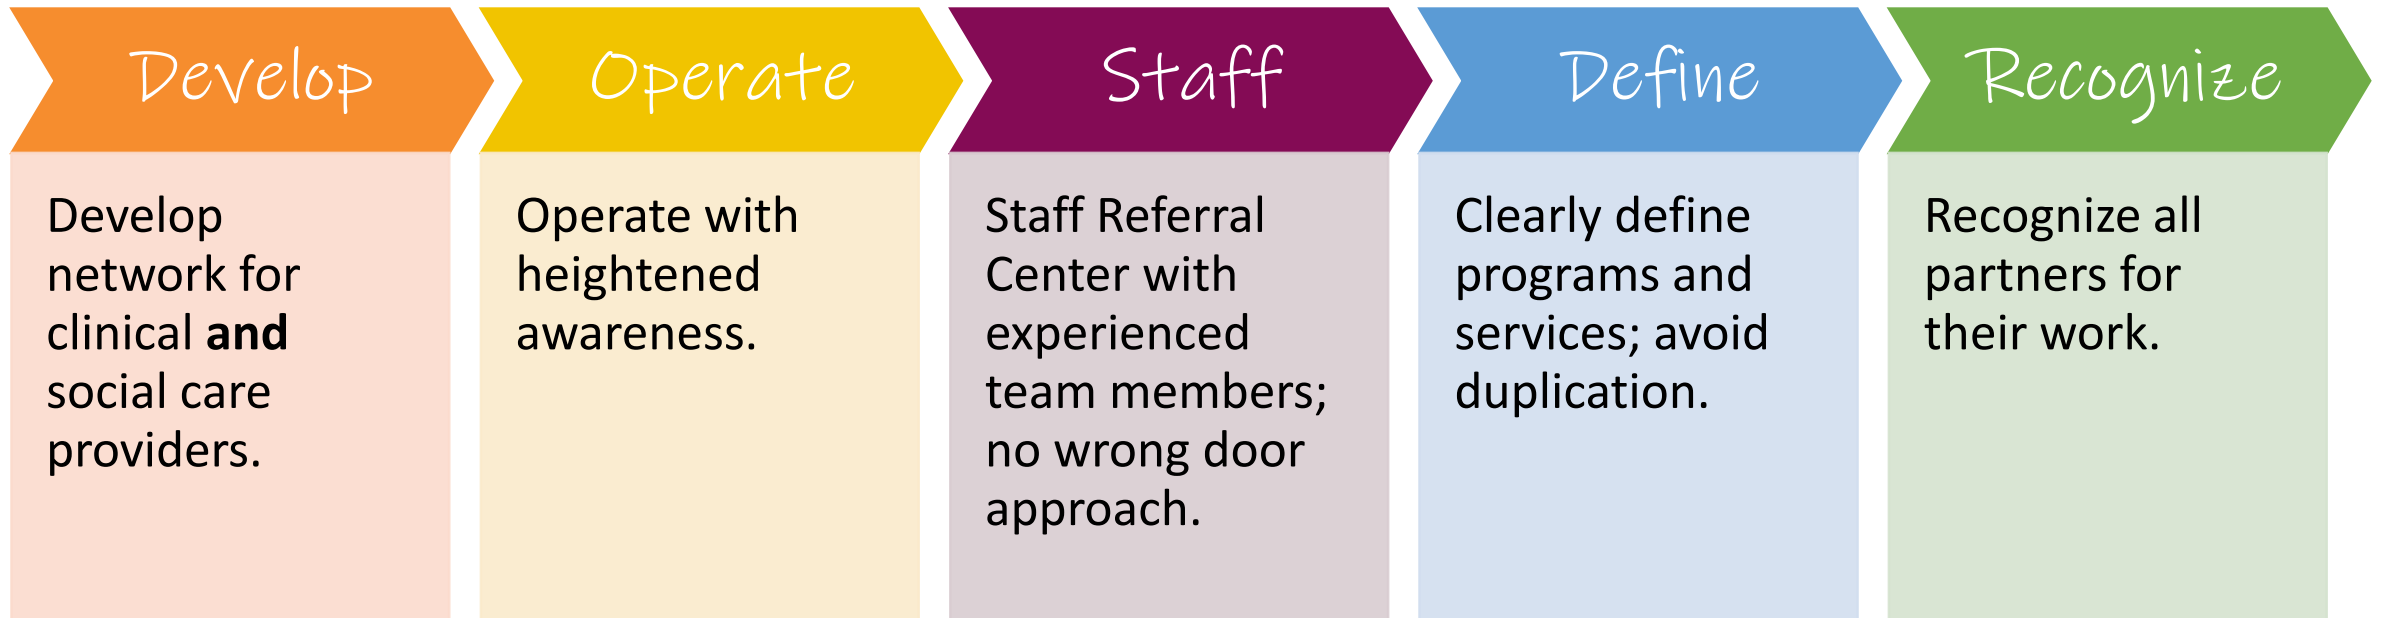 Develop
Develop
network for
clinical and
social care
providers.
Operate
Operate with
heightened
awareness.
Staff
Staff Referral
Center with
experienced
team members;
no wrong door
approach.
Define
Clearly define
programs and
services; avoid
duplication.
Recognize
Recognize all
partners for
their work.